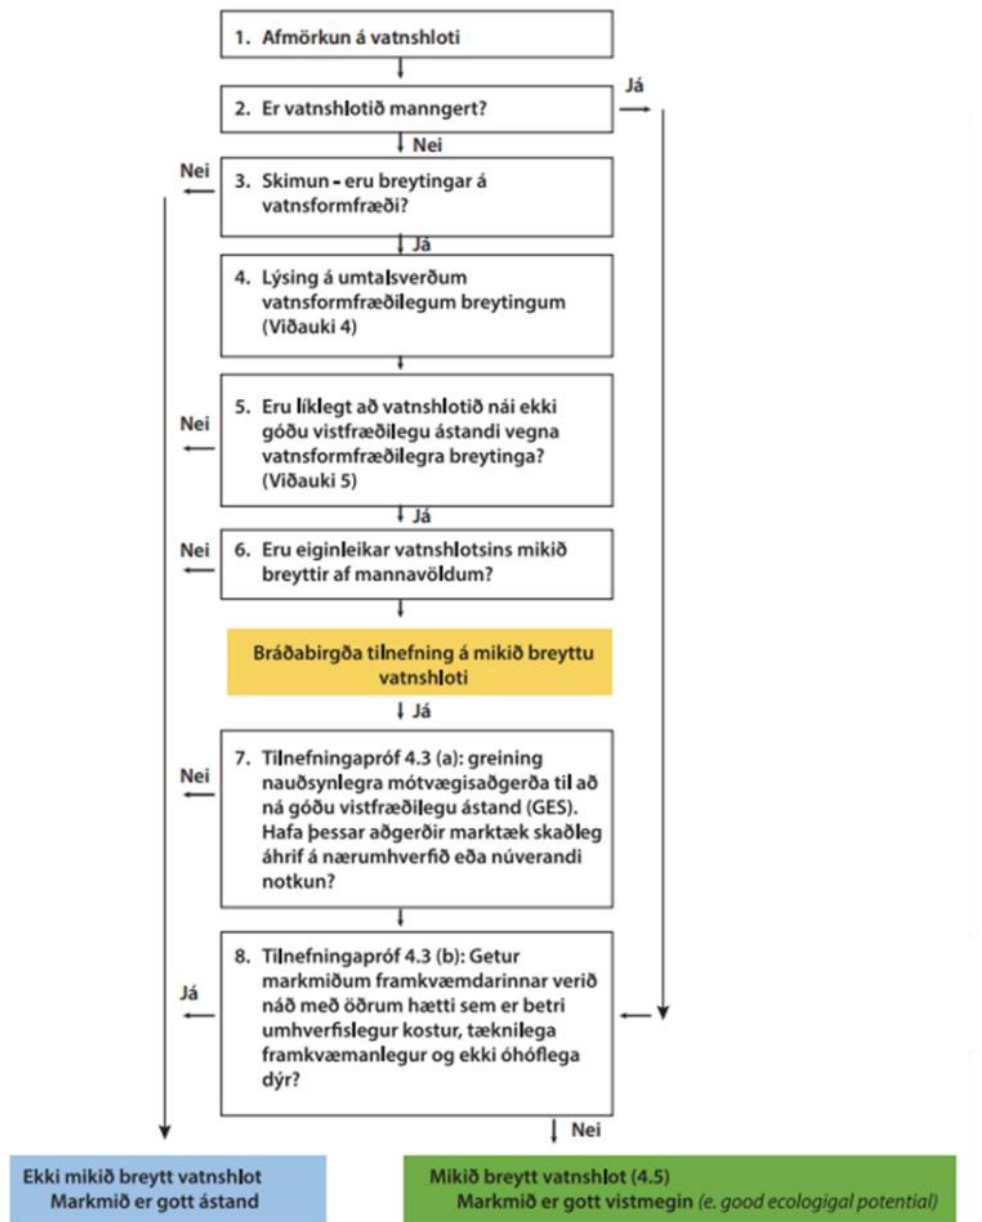 1. Afmörkun á vatnshloti
Já
2. Er vatnshlotið manngert?
Nei
Nei
3. Skimun - eru breytingar á
vatnsformfræði?
Já
4. Lýsing á umtalsverðum
vatnsformfræðilegum breytingum
(Viðauki 4)
Nei
5. Eru líklegt að vatnshlotið nái ekki
góðu vistfræðilegu ástandi vegna
vatnsformfræðilegra breytinga?
(Viðauki 5)
Já
Nei
6. Eru eiginleikar vatnshlotsins mikið
breyttir af mannavöldum?
Bráðabirgða tilnefning á mikið breyttu
vatnshloti
Já
Nei
7. Tilnefningapróf 4.3 (a): greining
nauðsynlegra mótvægisaðgerða til að
ná góðu vistfræðilegu ástand (GES).
Hafa þessar aðgerðir marktæk skaðleg
áhrif á nærumhverfið eða núverandi
notkun?
Já
8. Tilnefningapróf 4.3 (b): Getur
markmiðum framkvæmdarinnar verið
náð með öðrum hætti sem er betri
umhverfislegur kostur, tæknilega
framkvæmanlegur og ekki óhóflega
dýr?
Nei
Ekki mikið breytt vatnshlot
Markmið er gott ástand
Mikið breytt vatnshlot (4.5)
Markmið er gott vistmegin (e. good ecologigal potential)